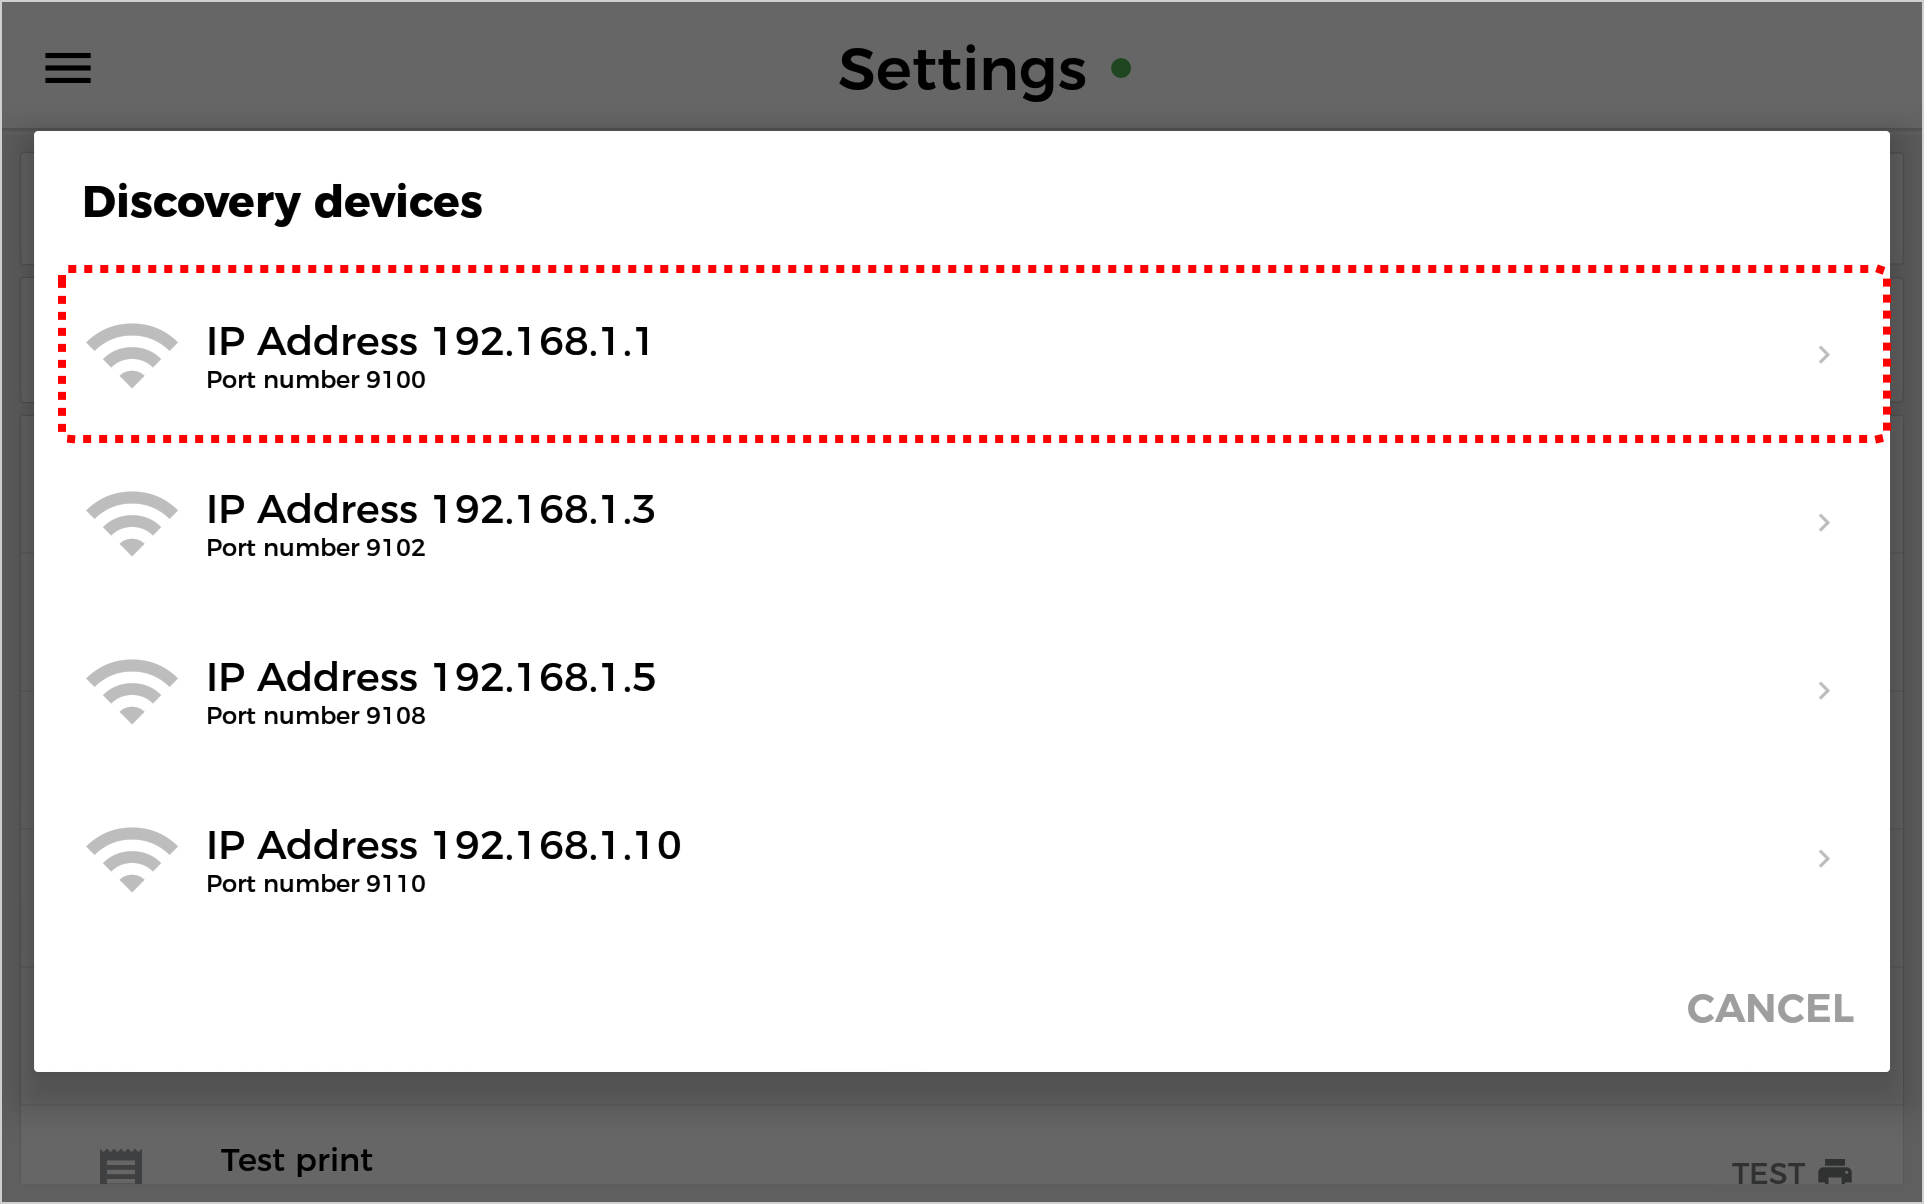 Settings
Discovery devices
IP Address 192.168.1.1
Port number 9100
IP Address 192.168.1.3
Port number 9102
IP Address 192.168.1.5
Port number 9108
IP Address 192.168.1.10
Port number 9110
CANCEL
Test print
TEST